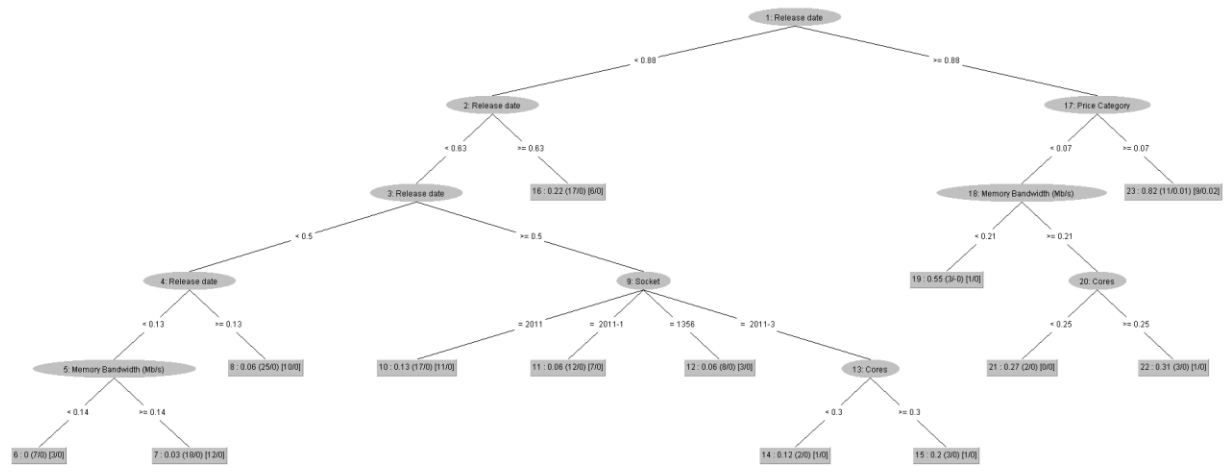 1: Release date
< 0.88
>= 0.88
2: Release date
17: Price Category
< 0.63
>= 0.63
< 0.07
>= 0.07
3: Release date
16 : 0.22 (17/0) [6/0]
18: Memory Bandwidth (Mb/s)
23 : 0.82 (11/0.01) [9/0.02]
< 0.5
>= 0.5
< 0.21
>= 0.21
4: Release date
9: Socket
19 : 0.55 (3/-0) [1/0]
20: Cores
< 0.13
>= 0.13
= 2011
= 2011-1
= 1356
= 2011-3
< 0.25
>= 0.25
5: Memory Bandwidth (Mb/s)
8 : 0.06 (25/0) [10/0]
10 : 0.13 (17/0) [11/0]
11 : 0.06 (12/0) [7/0]
12 : 0.06 (8/0) [3/0]
13: Cores
21 : 0.27 (2/0) [0/0]
22 : 0.31 (3/0) [1/0]
< 0.14
>= 0.14
< 0.3
>= 0.3
6 : 0 (7/0) [3/0]
7 : 0.03 (18/0) [12/0]
14 : 0.12 (2/0) [1/0]
15 : 0.2 (3/0) [1/0]